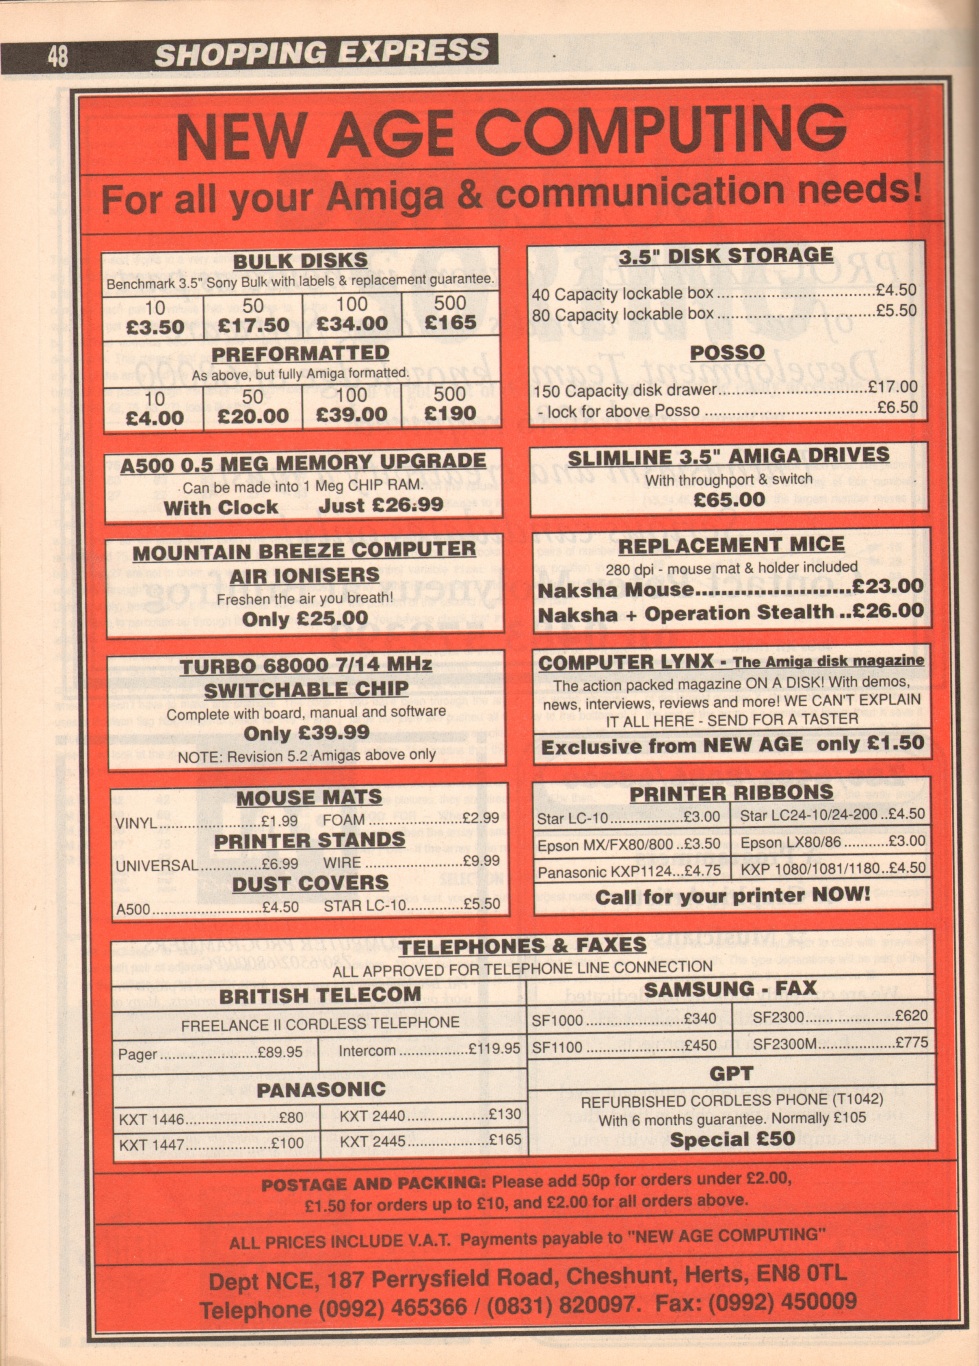 48 SHOPPING EXPRESS
NEW AGE COMPUTING
For all your Amiga & communication needs!
BULK DISKS
Benchmark 3.5" Sony Bulk with labels & replacement guarantee.
10 50 100 500
£3.50 £17.50 £34.00 £165
PREFORMATTED
As above, but fully Amiga formatted.
10 50 100 500
£4.00 £20.00 £39.00 £190
3.5" DISK STORAGE
40 Capacity lockable box....................................£4.50
80 Capacity lockable box....................................£5.50
POSSO
150 Capacity disk drawer..................................£17.00
- lock for above Posso .............................................£6.50
A500 0.5 MEG MEMORY UPGRADE
Can be made into 1 Meg CHIP RAM.
With Clock Just £26.99
SLIMLINE 3.5" AMIGA DRIVES
With throughport & switch
£65.00
MOUNTAIN BREEZE COMPUTER
AIR IONISERS
Freshen the air you breath!
Only £25.00
REPLACEMENT MICE
280 dpi - mouse mat & holder included
Naksha Mouse........................£23.00
Naksha + Operation Stealth ..£26.00
TURBO 68000 7/14 MHz
SWITCHABLE CHIP
Complete with board, manual and software
Only £39.99
NOTE: Revision 5.2 Amigas above only
COMPUTER LYNX - The Amiga disk magazine
The action packed magazine ON A DISK! With demos,
news, interviews, reviews and more! WE CAN'T EXPLAIN
IT ALL HERE - SEND FOR A TASTER
Exclusive from NEW AGE only £1.50
MOUSE MATS
VINYL..........................£1.99 FOAM ...................£2.99
PRINTER STANDS
UNIVERSAL.............£6.99 WIRE ....................£9.99
DUST COVERS
A500......................£4.50 STAR LC-10............£5.50
PRINTER RIBBONS
Star LC-10...............£3.00 Star LC24-10/24-200 ..£4.50
Epson MX/FX80/800 ..£3.50 Epson LX80/86 ...........£3.00
Panasonic KXP1124..£4.75 KXP 1080/1081/1180..£4.50
Call for your printer NOW!
TELEPHONES & FAXES
ALL APPROVED FOR TELEPHONE LINE CONNECTION
BRITISH TELECOM
FREELANCE II CORDLESS TELEPHONE
Pager.........................£89.95 Intercom ..............£119.95
PANASONIC
KXT 1446...................£80 KXT 2440......................£130
KXT 1447...................£100 KXT 2445......................£165
SAMSUNG - FAX
SF1000 ....................£340 SF2300..................£620
SF1100 ....................£450 SF2300M................£775
GPT
REFURBISHED CORDLESS PHONE (T1042)
With 6 months guarantee. Normally £105
Special £50
POSTAGE AND PACKING: Please add 50p for orders under £2.00,
£1.50 for orders up to £10, and £2.00 for all orders above.
ALL PRICES INCLUDE V.A.T. Payments payable to "NEW AGE COMPUTING"
Dept NCE, 187 Perrysfield Road, Cheshunt, Herts, EN8 0TL
Telephone (0992) 465366 / (0831) 820097. Fax: (0992) 450009